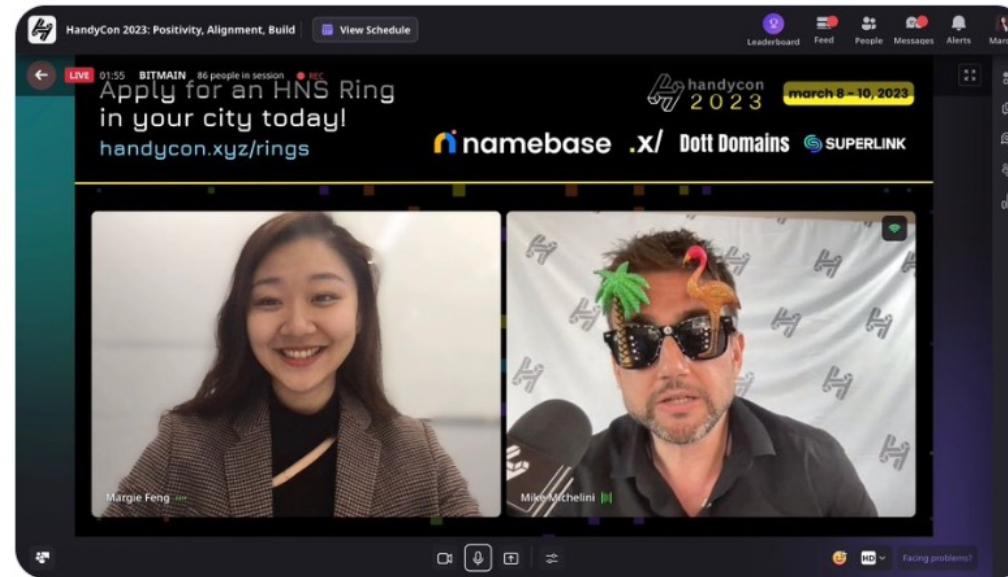 HandyCon 2023: Positivity, Alignment, Build
View Schedule
Leaderboard
Feed
People
Messages
Alerts
LIVE 01:55 BITMAIN 86 people in session REC
Apply for an HNS Ring
in your city today!
handycon.xyz/rings
handycon
2023
march 8 - 10, 2023
namebase .x/ Dott Domains SUPERLINK
Margie Feng
Mike Michelini
HD
Facing problems?